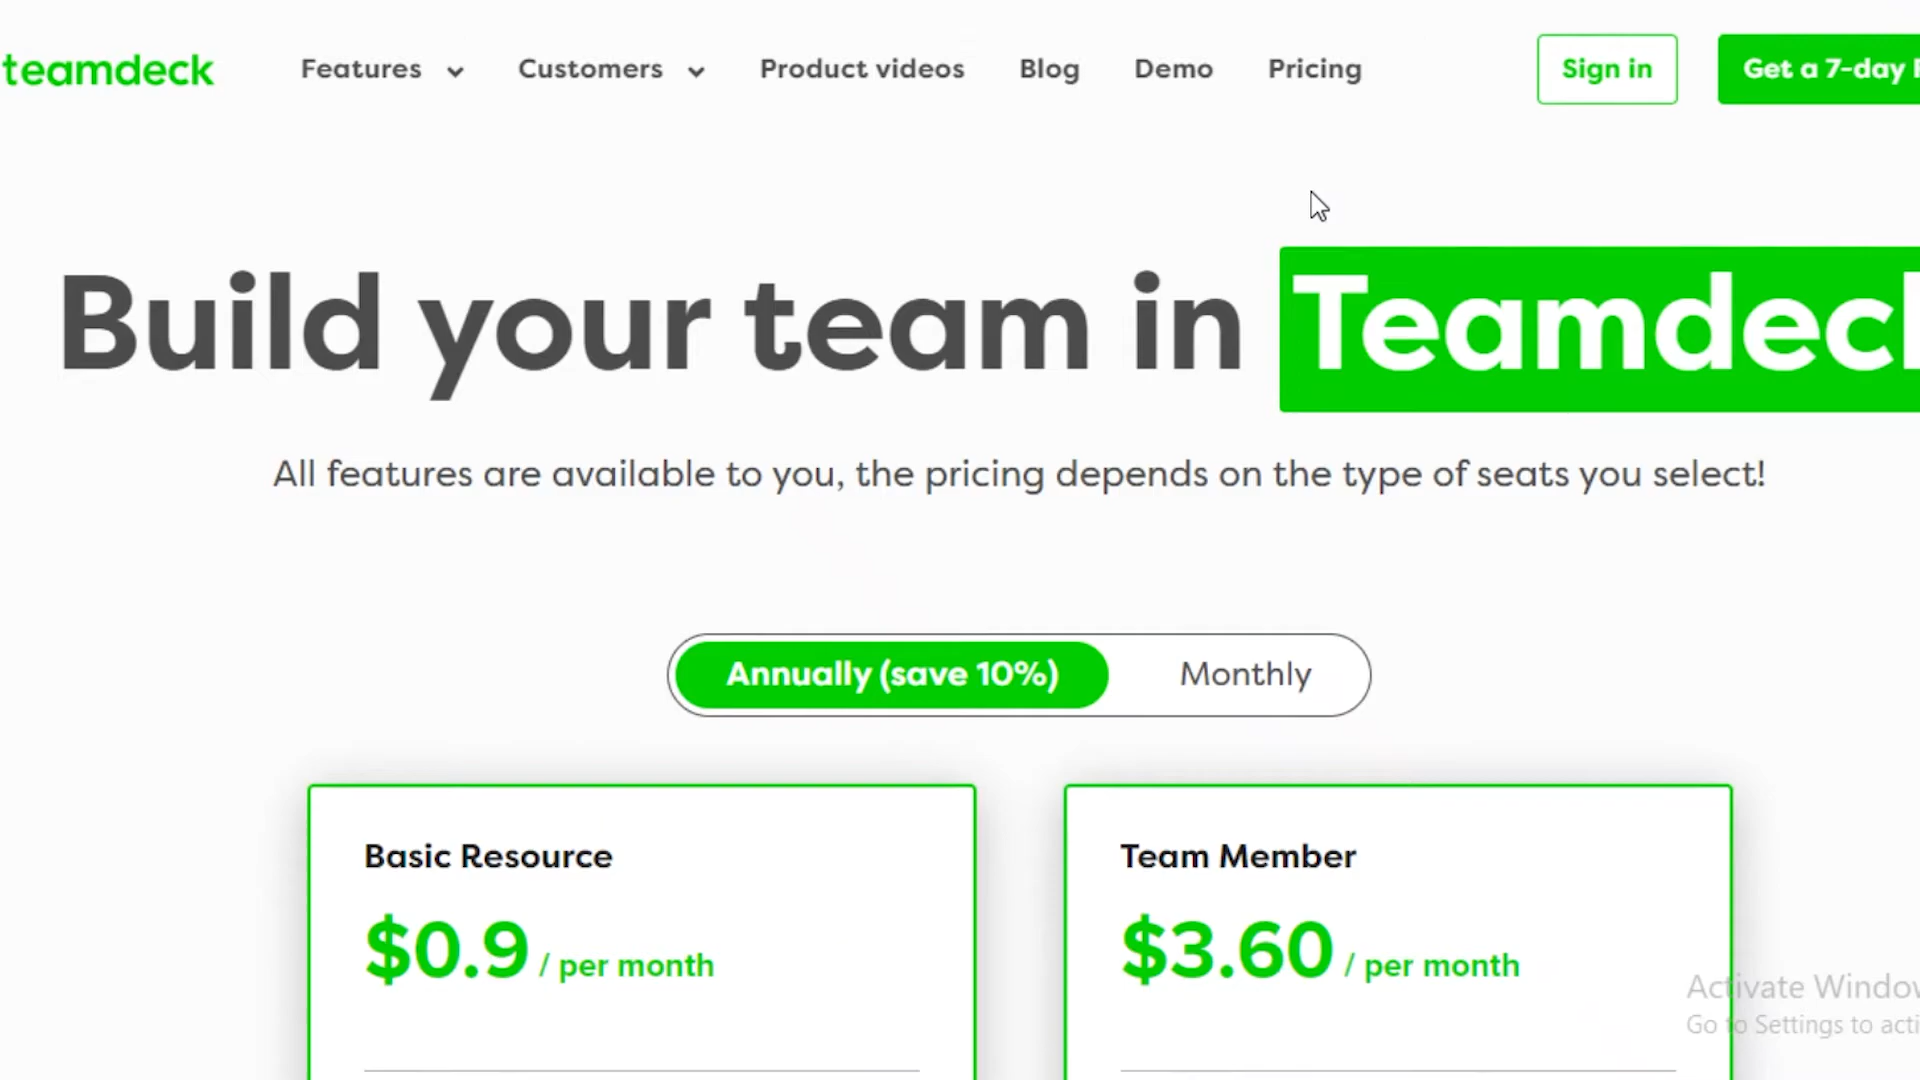 teamdeck Features Customers Product videos Blog Demo Pricing Sign in Get a 7-day
Build your team in Teamdeck
All features are available to you, the pricing depends on the type of seats you select!
Annually (save 10%) Monthly
Basic Resource Team Member
$0.9 / per month $3.60 / per month
Activate Window
Go to Settings to acti